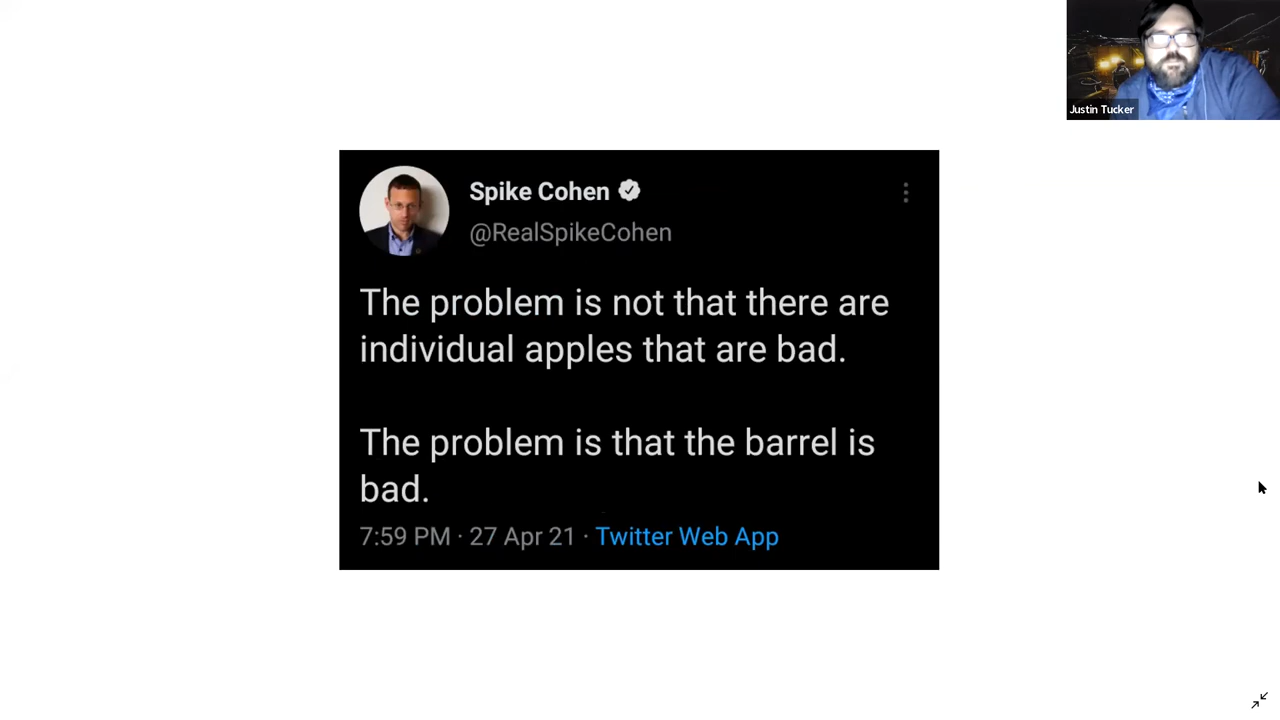 Justin Tucker
Spike Cohen
@RealSpikeCohen
The problem is not that there are
individual apples that are bad.
The problem is that the barrel is
bad.
7:59 PM · 27 Apr 21 · Twitter Web App